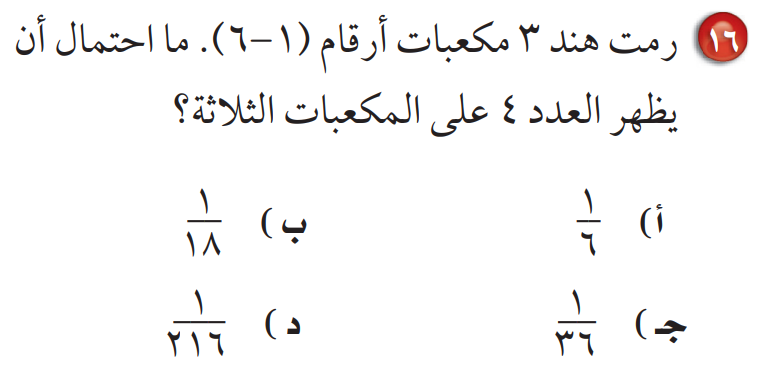 ١٦ رمت هند ٣ مكعبات أرقام (١-٦). ما احتمال أن
يظهر العدد ٤ على المكعبات الثلاثة؟
أ) ١/٦ ب) ١/١٨
جـ) ١/٣٦ د) ١/٢١٦